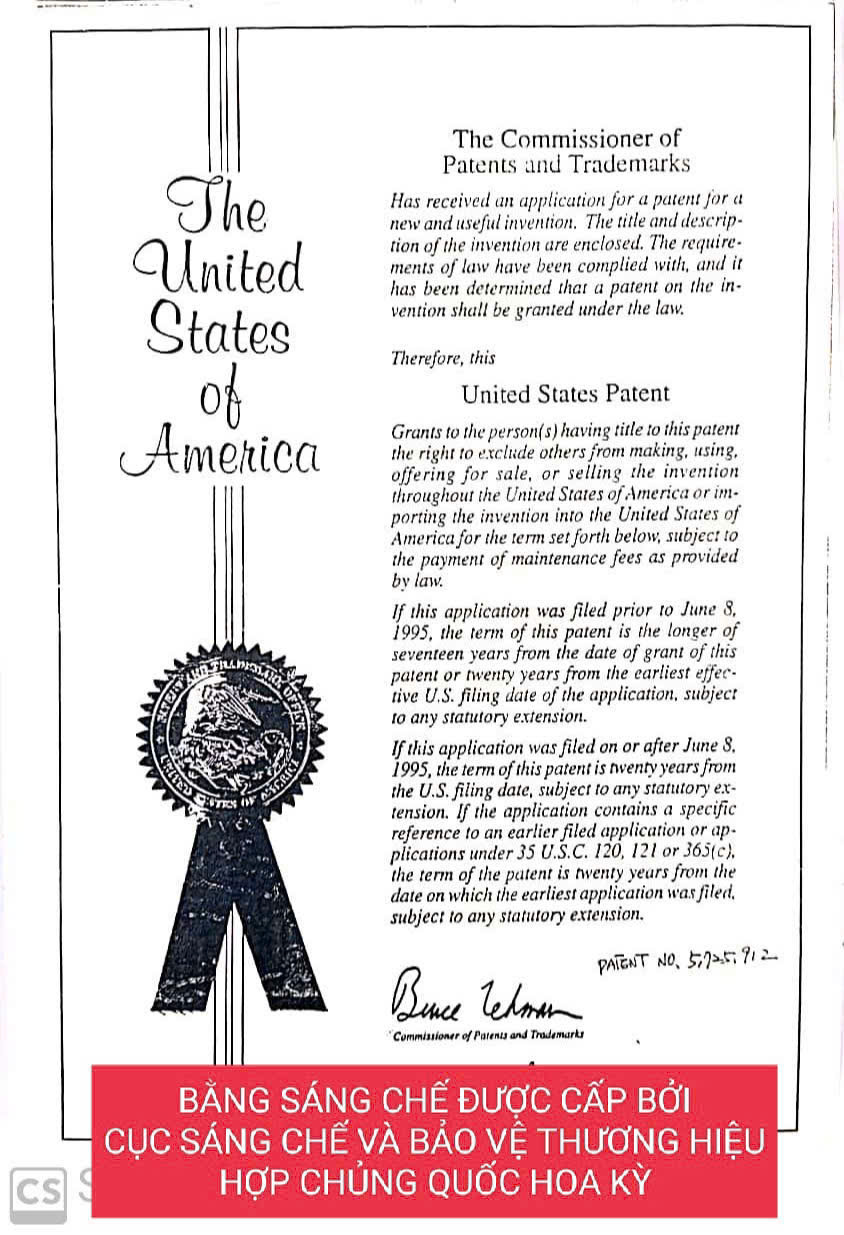 The
United
States
of
America
The Commissioner of
Patents and Trademarks
Has received an application for a patent for a
new and useful invention. The title and descrip-
tion of the invention are enclosed. The require-
ments of law have been complied with, and it
has been determined that a patent on the in-
vention shall be granted under the law.
Therefore, this
United States Patent
Grants to the person(s) having title to this patent
the right to exclude others from making, using,
offering for sale, or selling the invention
throughout the United States of America or im-
porting the invention into the United States of
America for the term set forth below, subject to
the payment of maintenance fees as provided
by law.
If this application was filed prior to June 8,
1995, the term of this patent is the longer of
seventeen years from the date of grant of this
patent or twenty years from the earliest effec-
tive U.S. filing date of the application, subject
to any statutory extension.
If this application was filed on or after June 8,
1995, the term of this patent is twenty years from
the U.S. filing date, subject to any statutory ex-
tension. If the application contains a specific
reference to an earlier filed application or ap-
plications under 35 U.S.C. 120, 121 or 365(c),
the term of the patent is twenty years from the
date on which the earliest application was filed,
subject to any statutory extension.
PATENT NO. 5,725,912
Bruce Lehman
Commissioner of Patents and Trademarks
PATENT AND TRADEMARK OFFICE
UNITED STATES OF AMERICA
BẰNG SÁNG CHẾ ĐƯỢC CẤP BỞI
CỤC SÁNG CHẾ VÀ BẢO VỆ THƯƠNG HIỆU
HỢP CHỦNG QUỐC HOA KỲ
CS